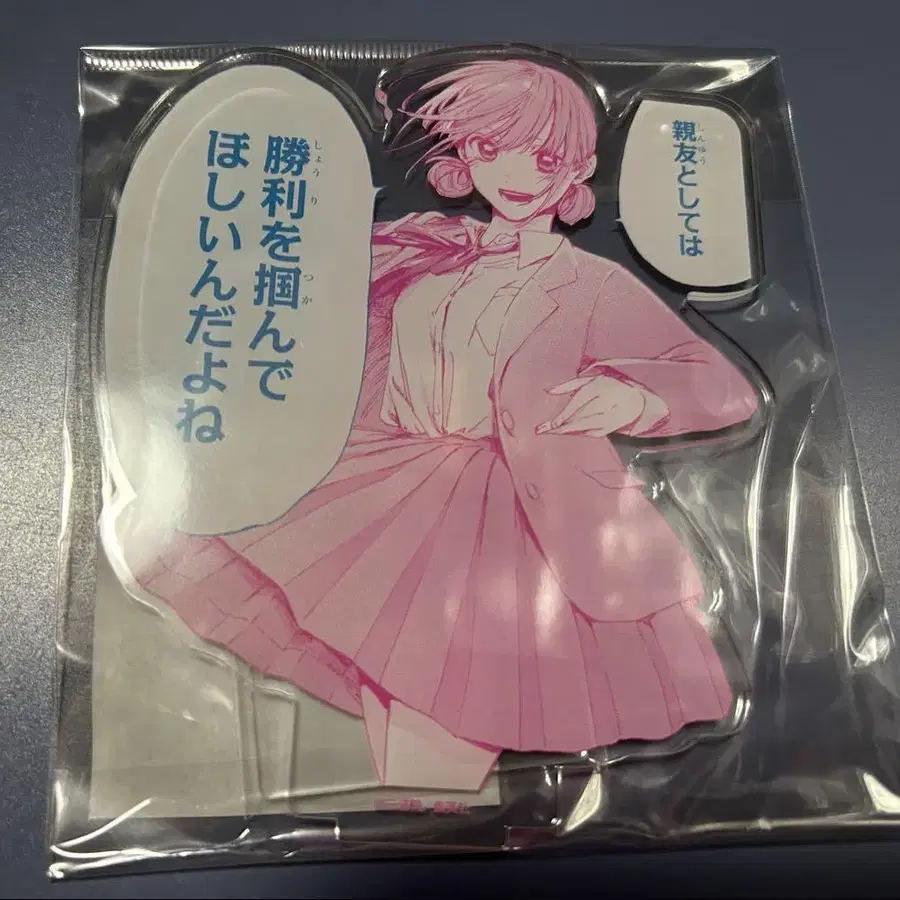 親友としては
勝利を掴んで
ほしいんだよね